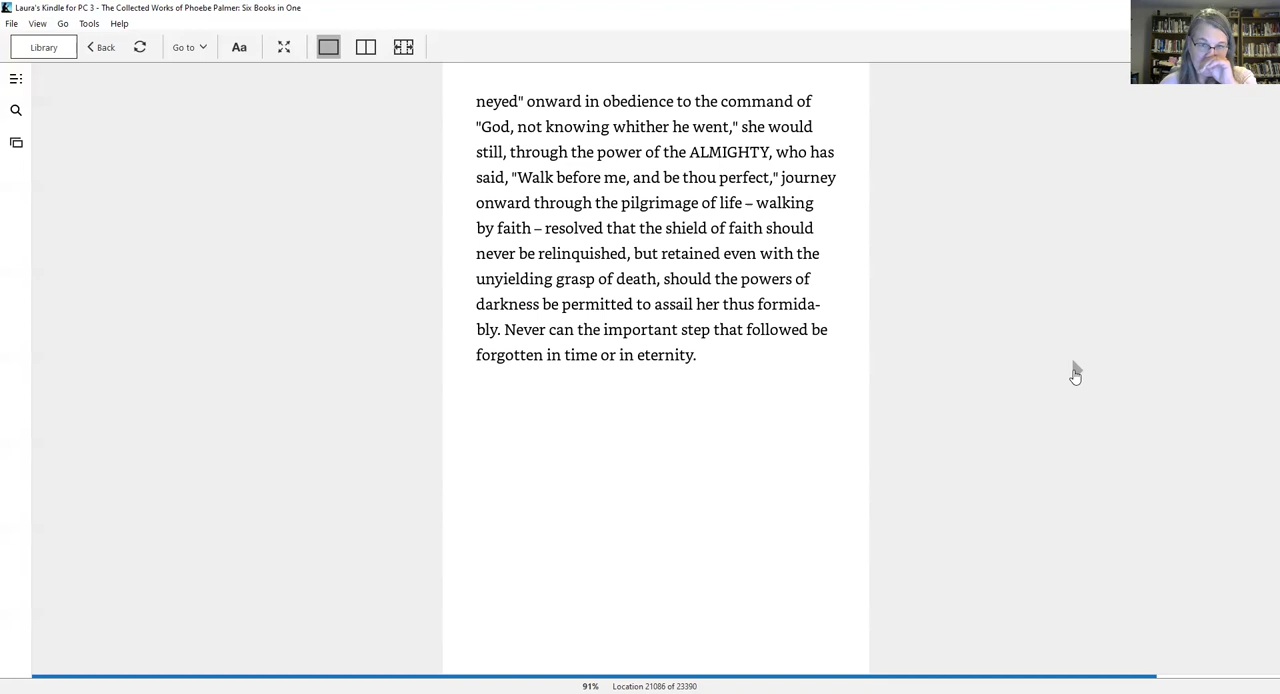 Laura's Kindle for PC 3 - The Collected Works of Phoebe Palmer: Six Books in One
File View Go Tools Help
Library Back Go to Aa
neyed" onward in obedience to the command of
"God, not knowing whither he went," she would
still, through the power of the ALMIGHTY, who has
said, "Walk before me, and be thou perfect," journey
onward through the pilgrimage of life – walking
by faith – resolved that the shield of faith should
never be relinquished, but retained even with the
unyielding grasp of death, should the powers of
darkness be permitted to assail her thus formida-
bly. Never can the important step that followed be
forgotten in time or in eternity.
91% Location 21086 of 23390